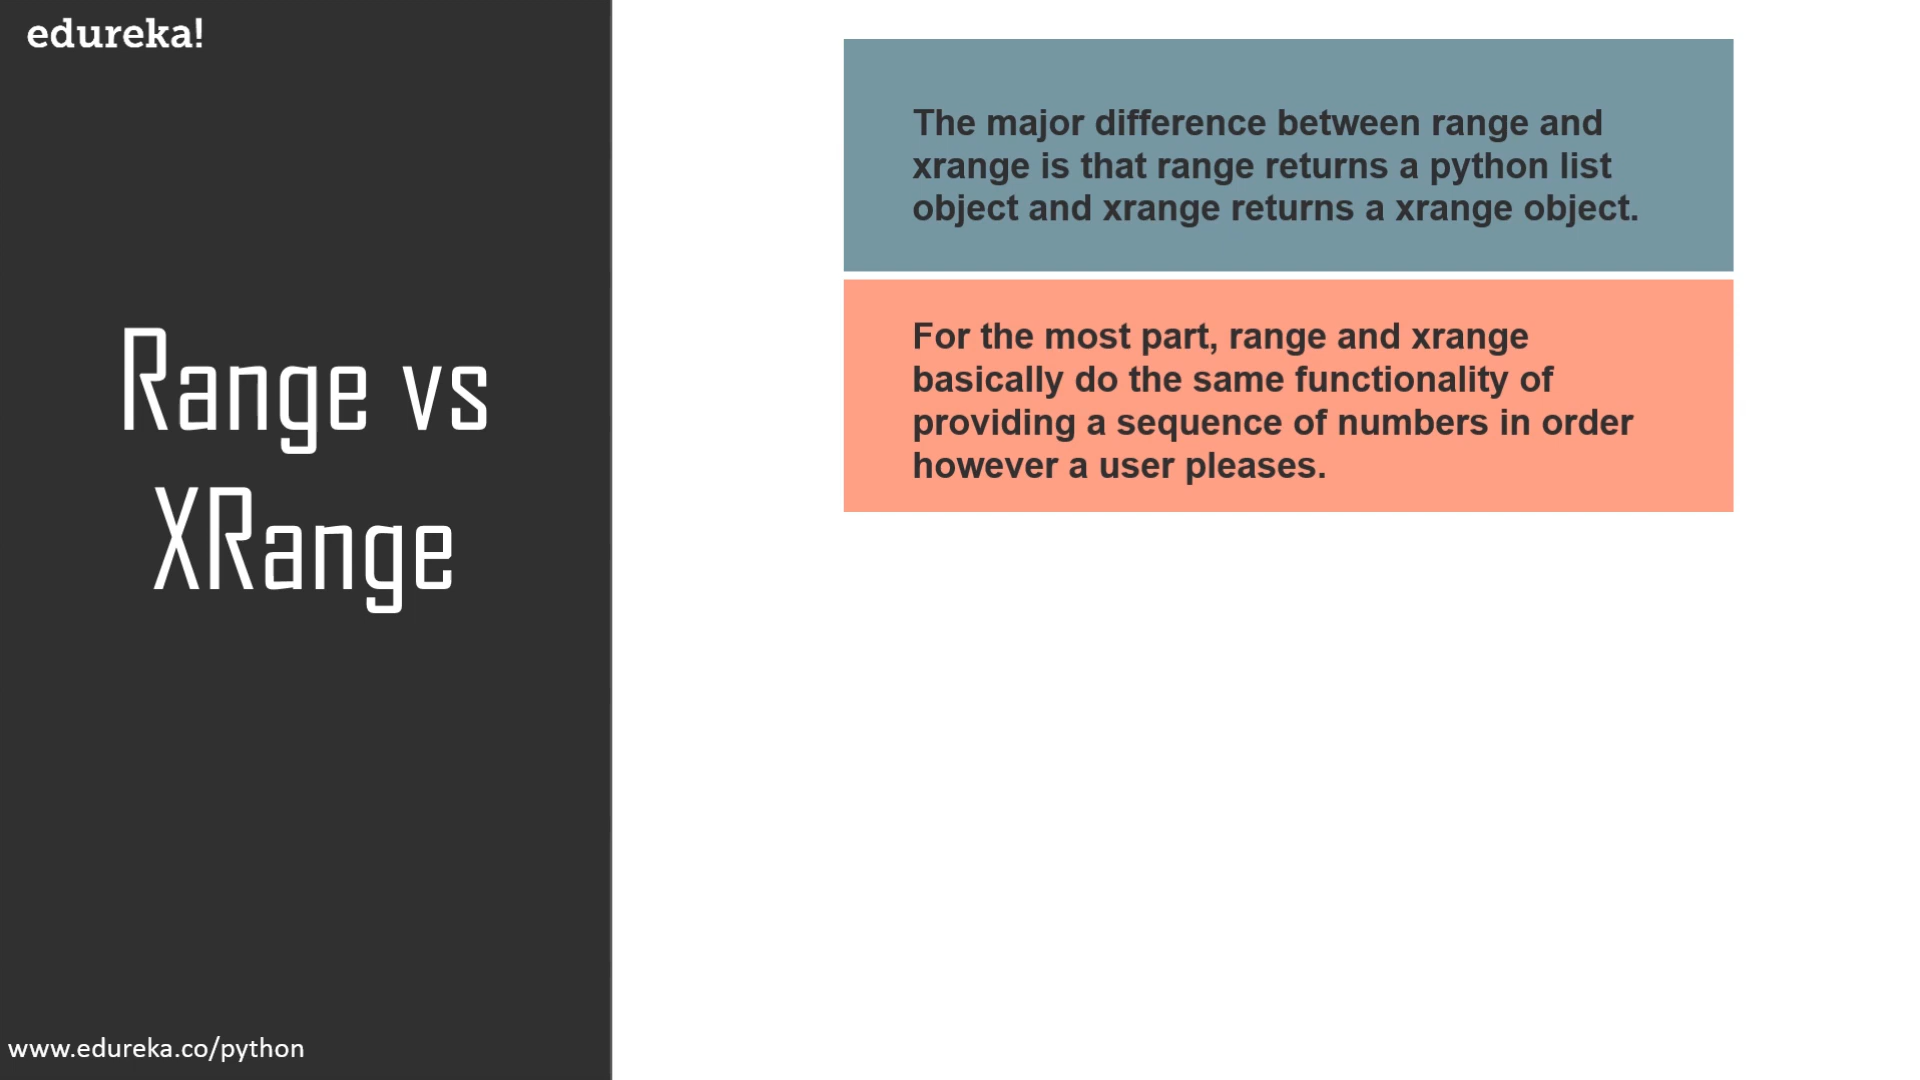 edureka!
Range vs
XRange
www.edureka.co/python
The major difference between range and
xrange is that range returns a python list
object and xrange returns a xrange object.
For the most part, range and xrange
basically do the same functionality of
providing a sequence of numbers in order
however a user pleases.